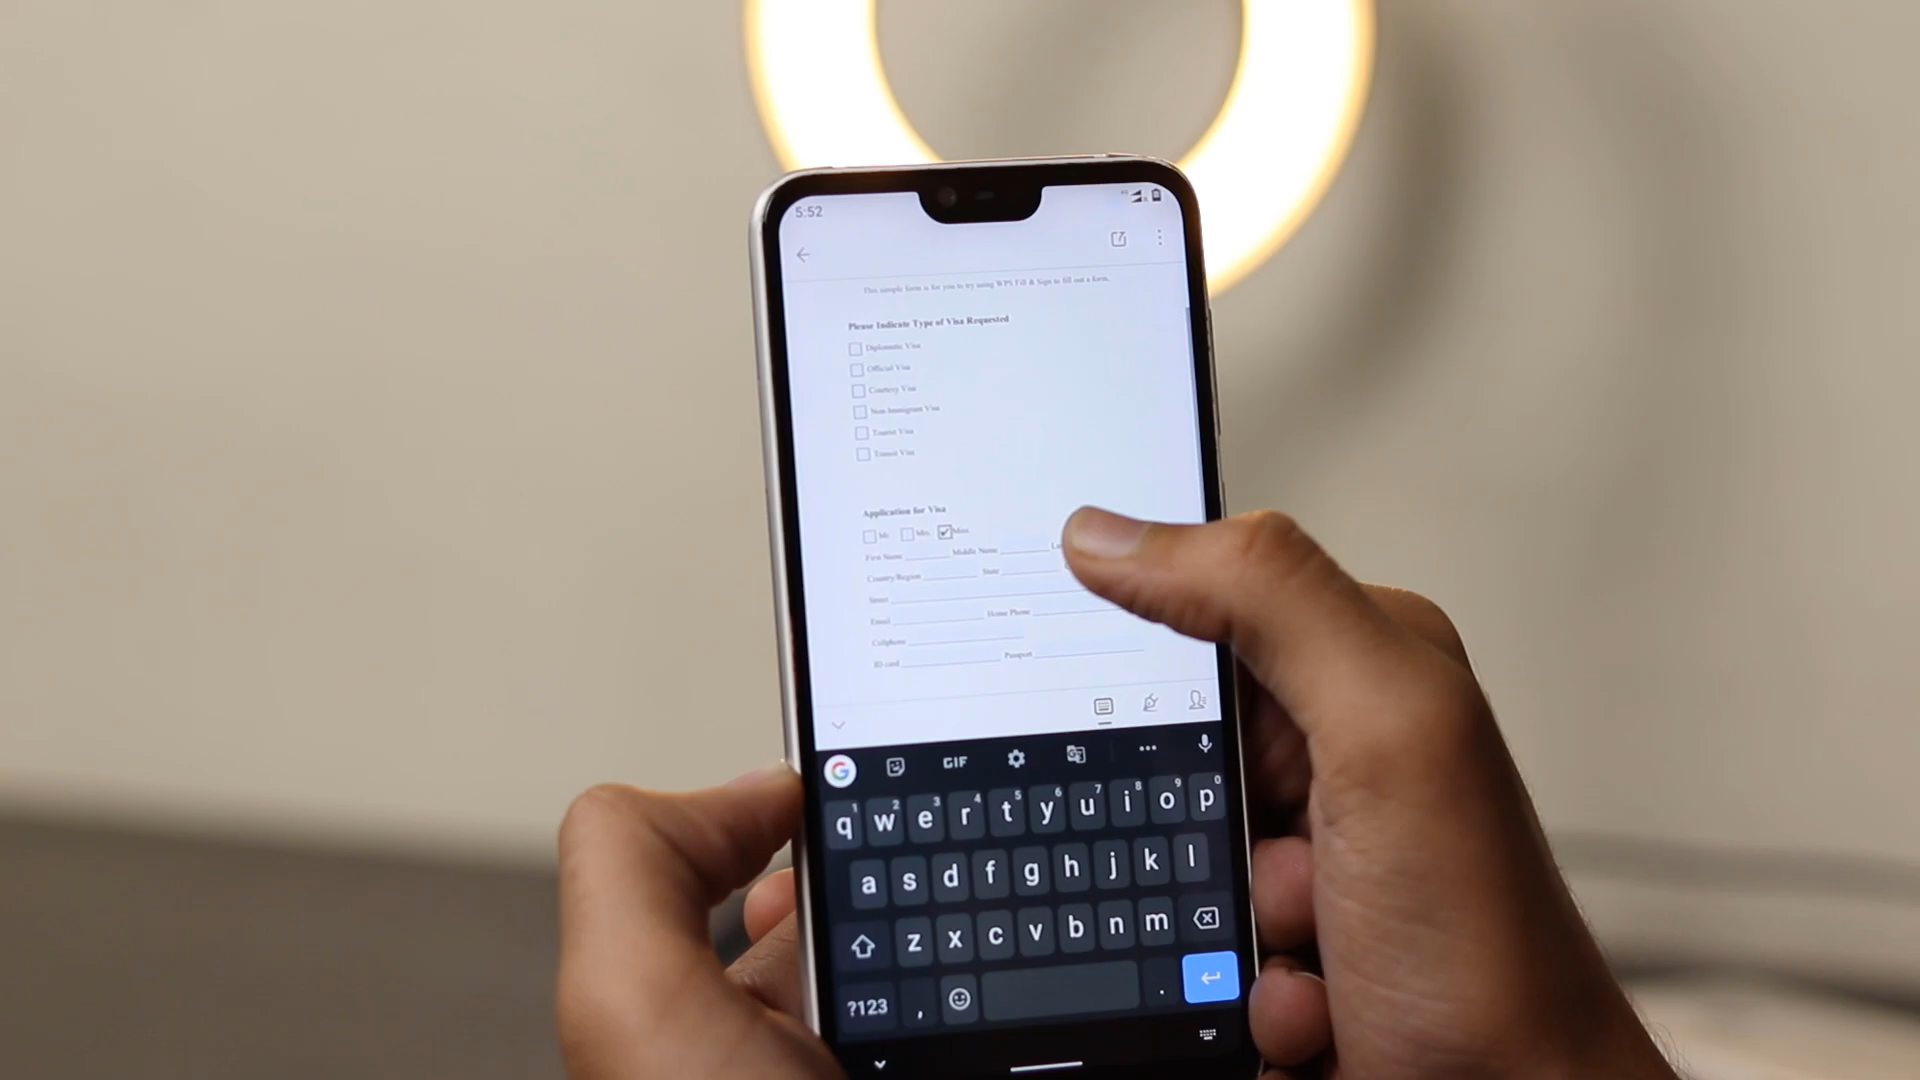 5:52
This sample form is for you to try using WPS Fill & Sign to fill out a form.
Please Indicate Type of Visa Requested
Diplomatic Visa
Official Visa
Courtesy Visa
Non-Immigrant Visa
Tourist Visa
Transit Visa
Application for Visa
Mr. Mrs. Miss.
First Name Middle Name
Country/Region State
Street
Email Home Phone
Cellphone
ID card Passport
G GIF
1 2 3 4 5 6 7 8 9 0
q w e r t y u i o p
a s d f g h j k l
z x c v b n m
?123 , .